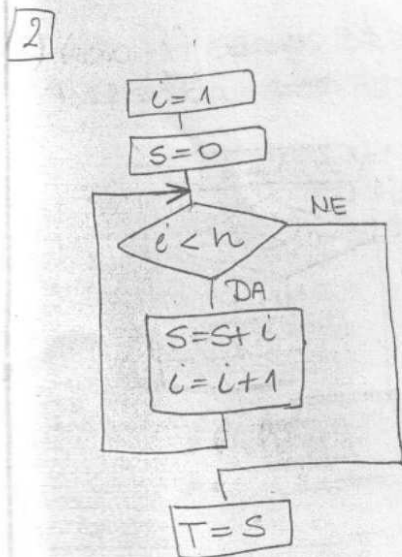 2
i = 1
S = 0
i < n
NE
DA
S = S + i
i = i + 1
T = S